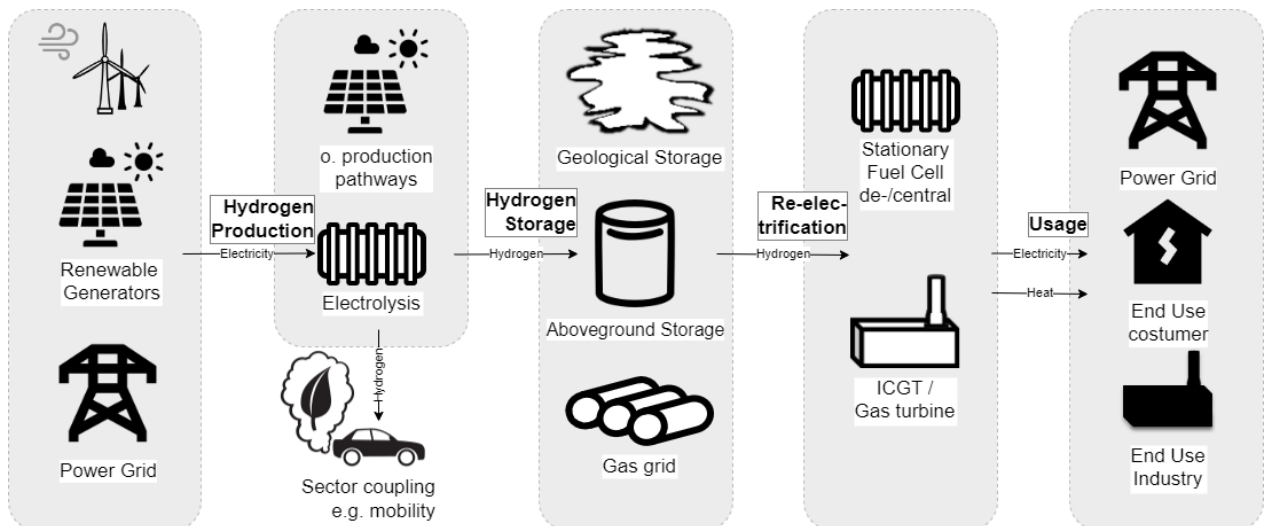 Renewable
Generators
Power Grid
Hydrogen
Production
Electricity
o. production
pathways
Electrolysis
Hydrogen
Sector coupling
e.g. mobility
Hydrogen
Storage
Hydrogen
Geological Storage
Aboveground Storage
Gas grid
Re-elec-
trification
Hydrogen
Stationary
Fuel Cell
de-/central
ICGT /
Gas turbine
Usage
Electricity
Heat
Power Grid
End Use
costumer
End Use
Industry